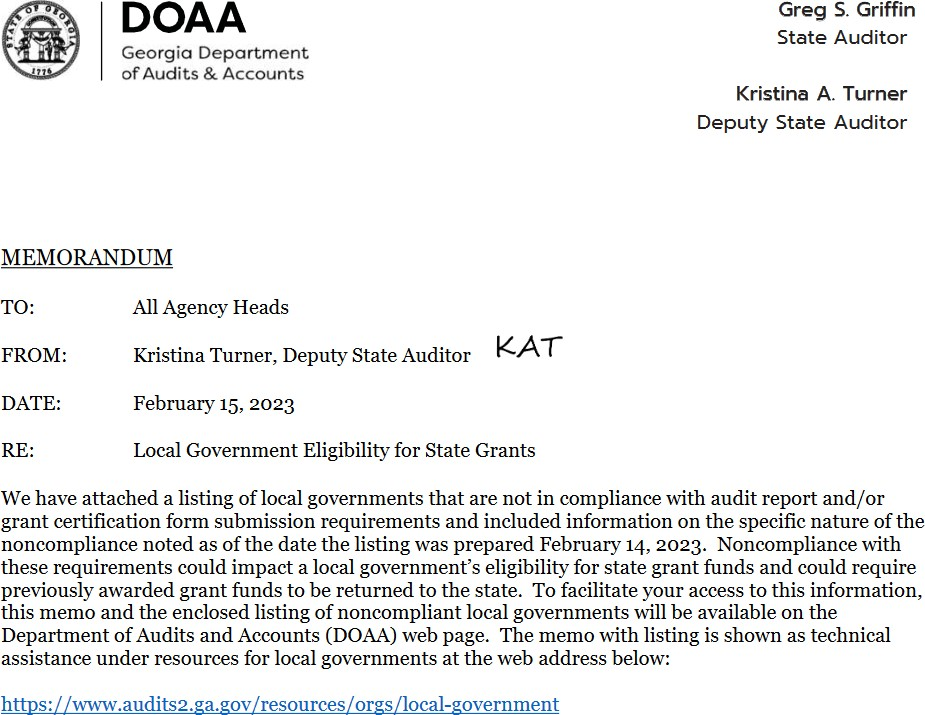 STATE OF GEORGIA
1776
DOAA
Georgia Department
of Audits & Accounts
Greg S. Griffin
State Auditor
Kristina A. Turner
Deputy State Auditor
MEMORANDUM
TO: All Agency Heads
FROM: Kristina Turner, Deputy State Auditor KAT
DATE: February 15, 2023
RE: Local Government Eligibility for State Grants
We have attached a listing of local governments that are not in compliance with audit report and/or
grant certification form submission requirements and included information on the specific nature of the
noncompliance noted as of the date the listing was prepared February 14, 2023.  Noncompliance with
these requirements could impact a local government’s eligibility for state grant funds and could require
previously awarded grant funds to be returned to the state.  To facilitate your access to this information,
this memo and the enclosed listing of noncompliant local governments will be available on the
Department of Audits and Accounts (DOAA) web page.  The memo with listing is shown as technical
assistance under resources for local governments at the web address below:
https://www.audits2.ga.gov/resources/orgs/local-government